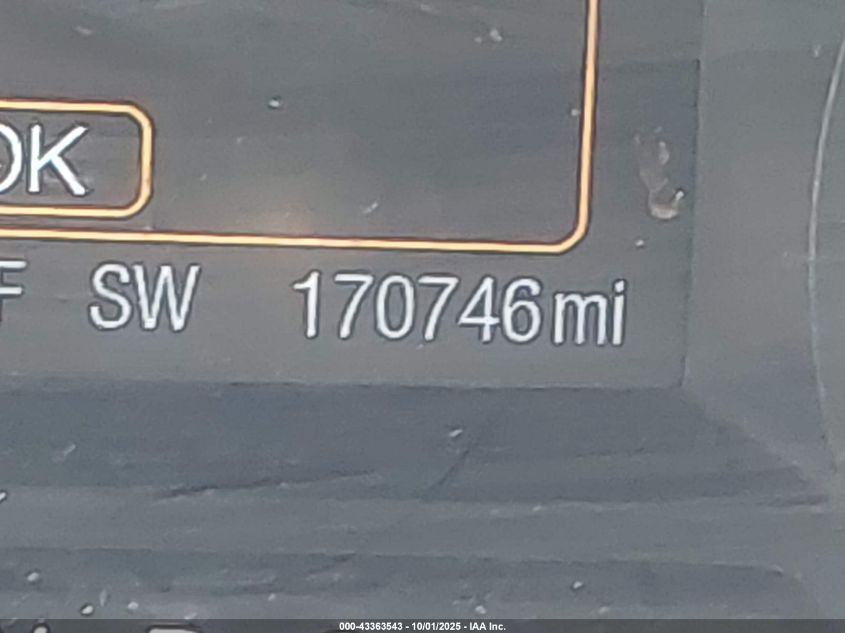 OK
F SW 170746mi
000-43363543 - 10/01/2025 - IAA Inc.